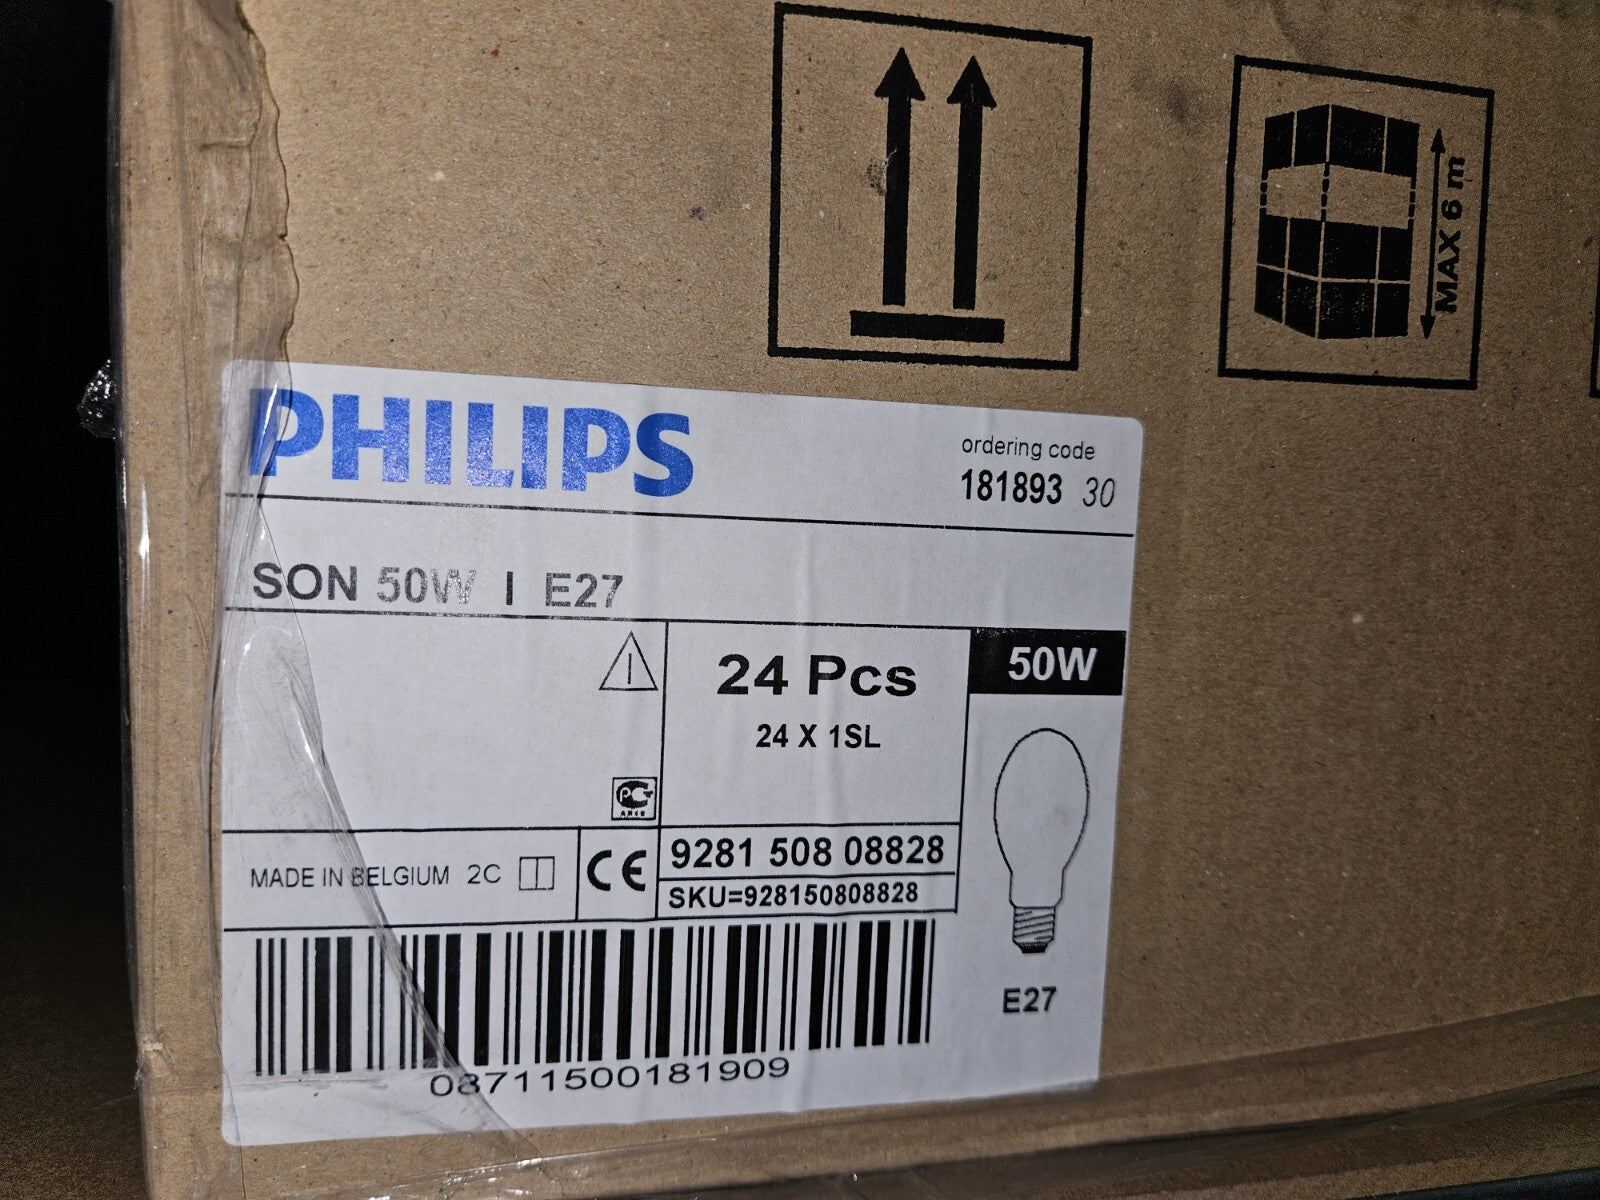 MAX 6 m
PHILIPS
ordering code
181893 30
SON 50W I E27
24 Pcs
24 X 1SL
50W
MADE IN BELGIUM 2C
CE
9281 508 08828
SKU=928150808828
E27
08711500181909